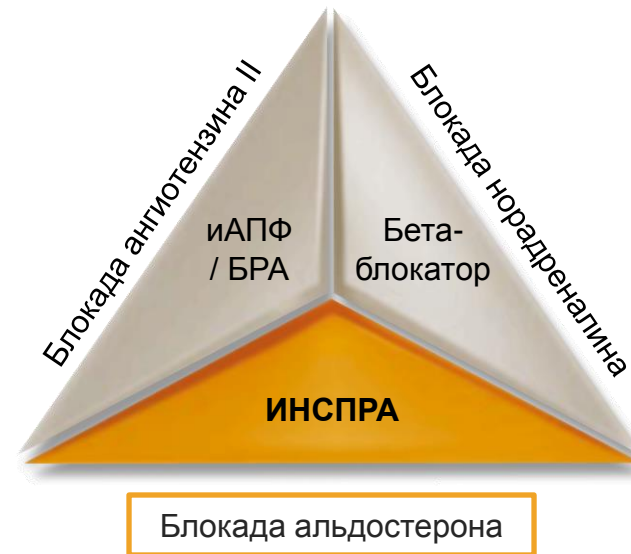 Блокада ангиотензина II
Блокада норадреналина
иАПФ
/ БРА
Бета-
блокатор
ИНСПРА
Блокада альдостерона